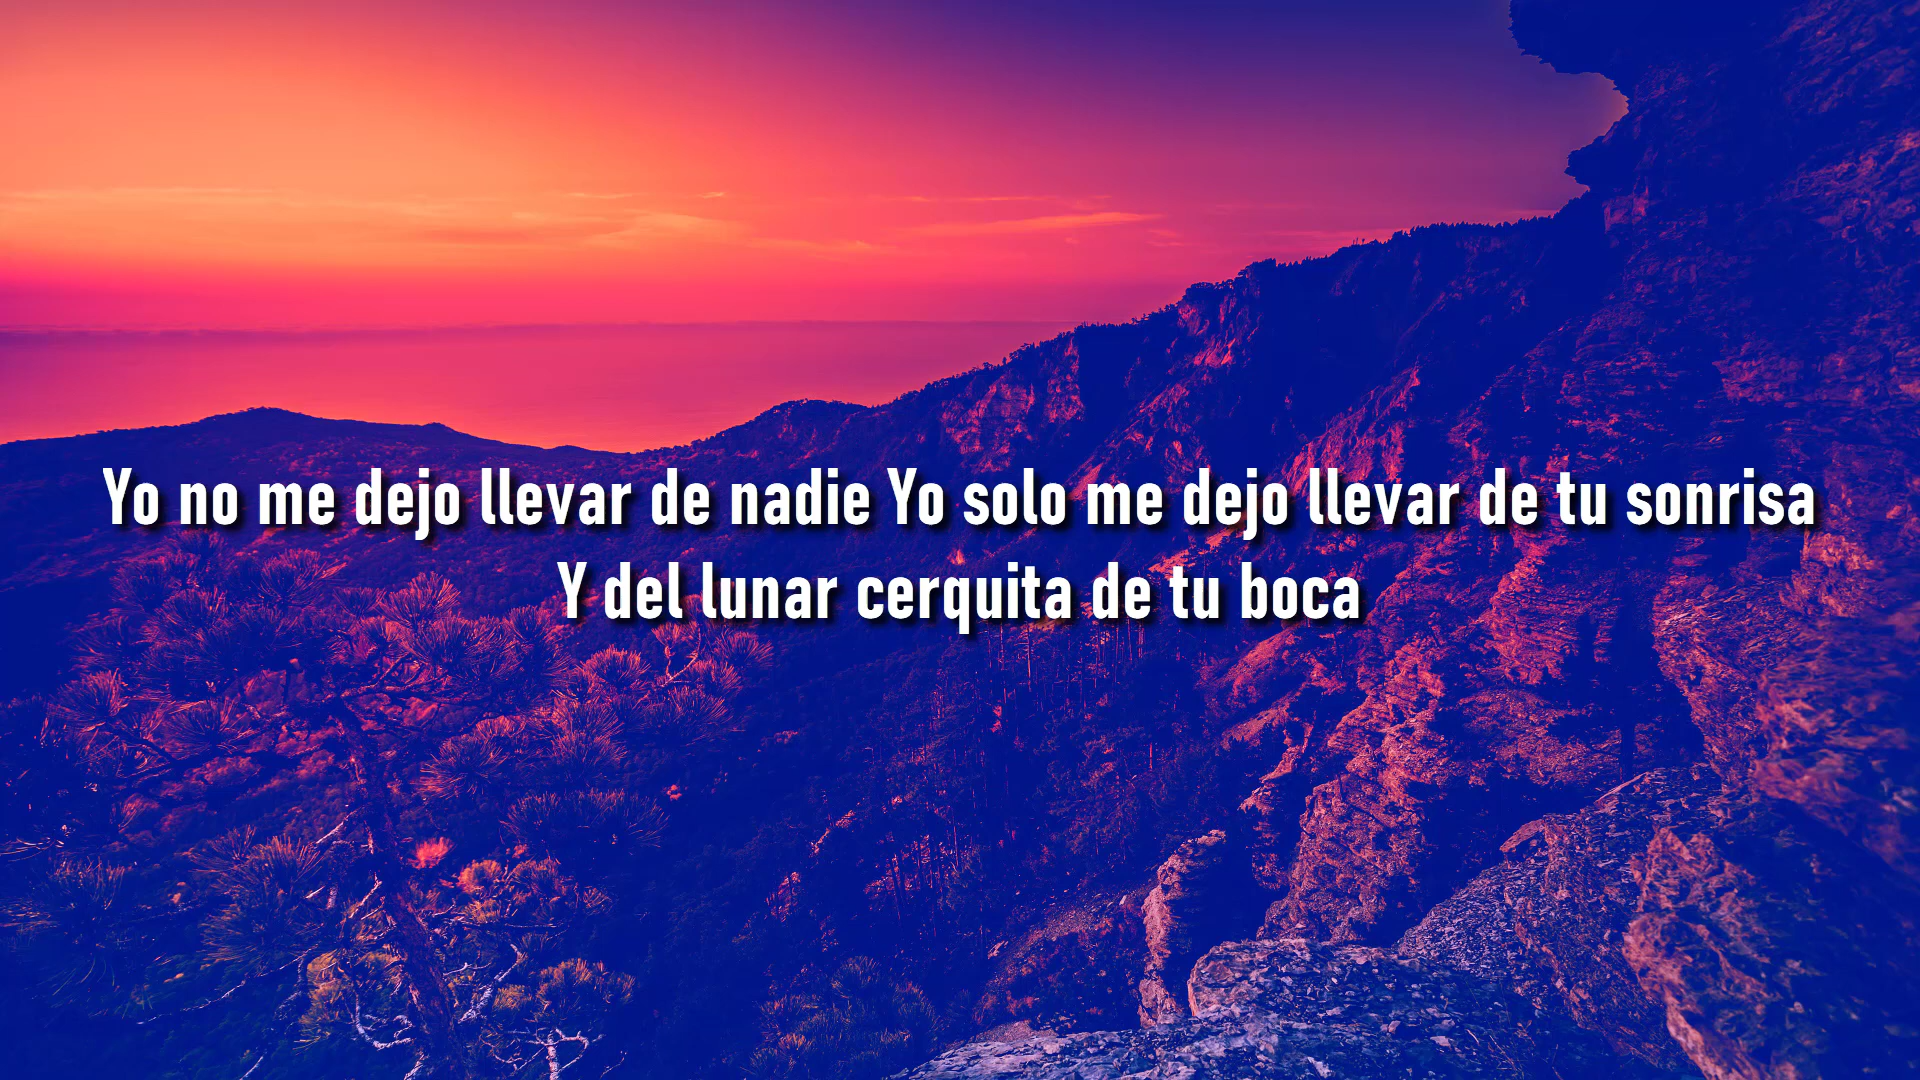 Yo no me dejo llevar de nadie Yo solo me dejo llevar de tu sonrisa
Y del lunar cerquita de tu boca